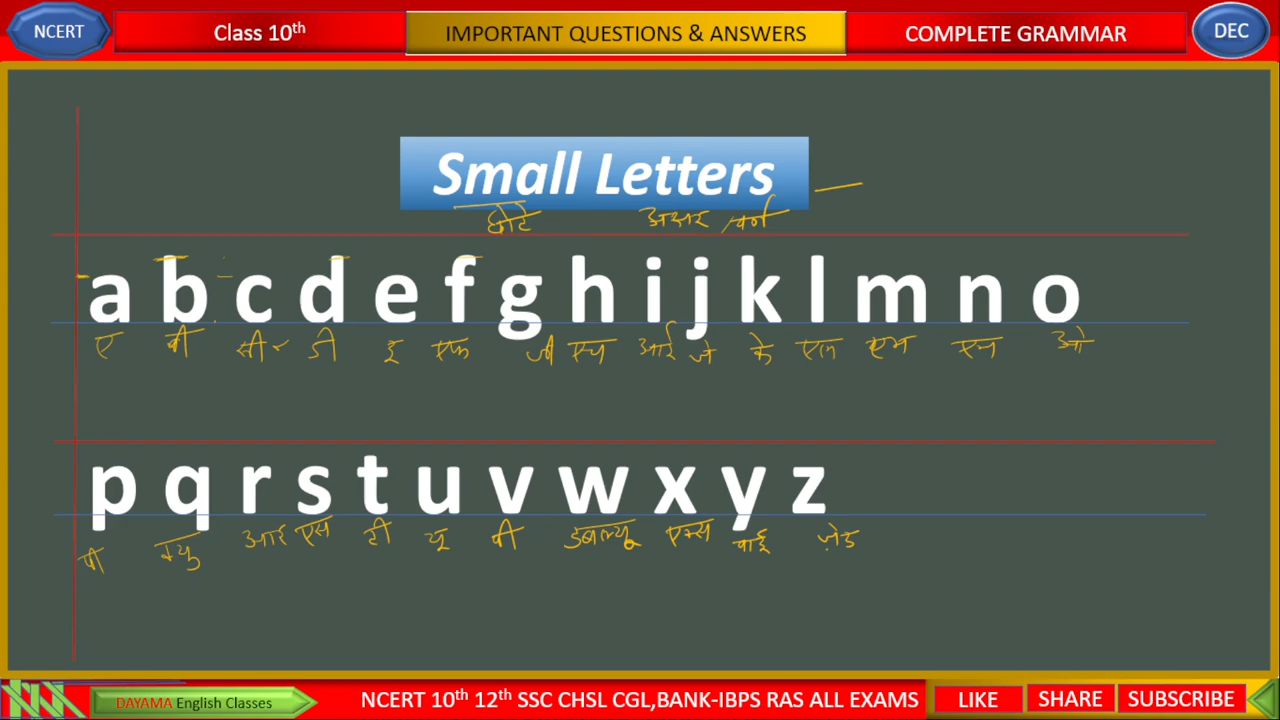 NCERT Class 10th IMPORTANT QUESTIONS & ANSWERS COMPLETE GRAMMAR DEC
Small Letters
छोटे अक्षर/वर्ण
a b c d e f g h i j k l m n o
ए बी सी डी इ एफ जी एच आई जे के एल एम एन ओ
p q r s t u v w x y z
पी क्यु आर एस टी यू वी डबल्यू एक्स वाई ज़ेड
DAYAMA English Classes NCERT 10th 12th SSC CHSL CGL,BANK-IBPS RAS ALL EXAMS LIKE SHARE SUBSCRIBE